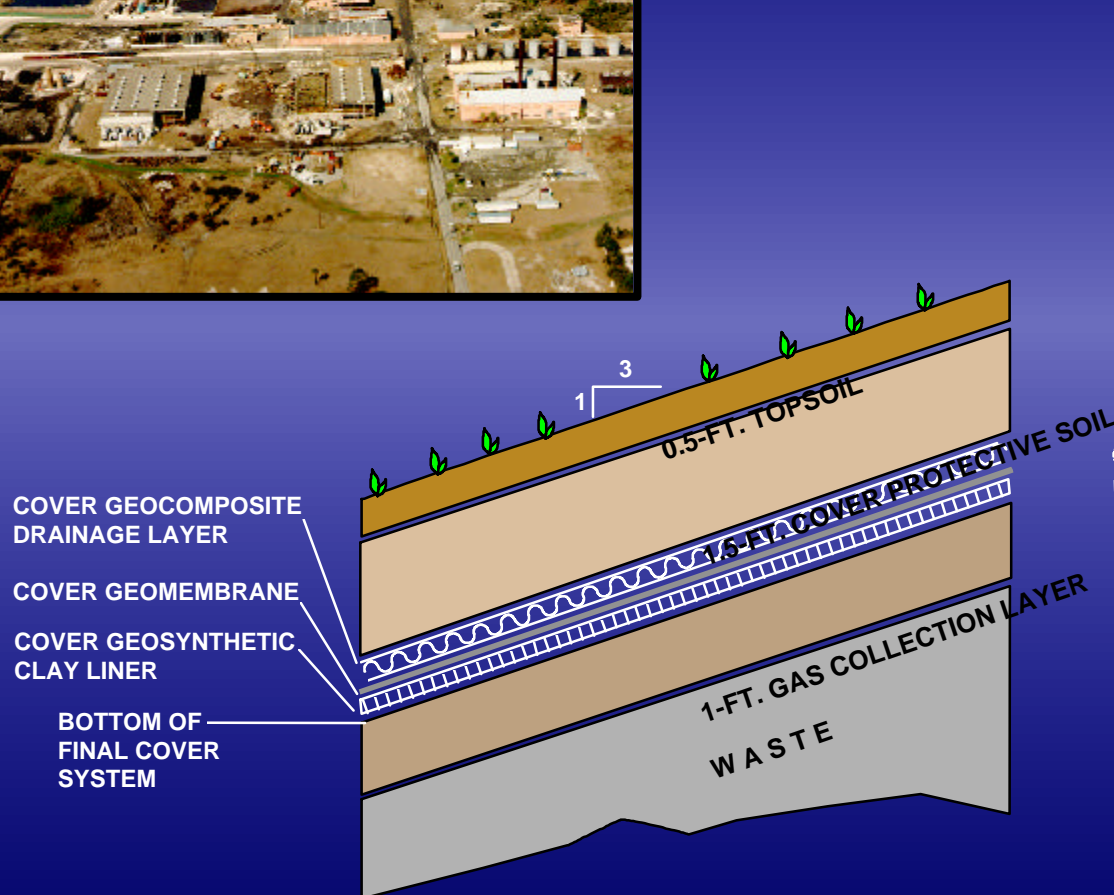 3
1
0.5-FT. TOPSOIL
1.5-FT. COVER PROTECTIVE SOIL
COVER GEOCOMPOSITE
DRAINAGE LAYER
COVER GEOMEMBRANE
COVER GEOSYNTHETIC
CLAY LINER
BOTTOM OF
FINAL COVER
SYSTEM
1-FT. GAS COLLECTION LAYER
WASTE